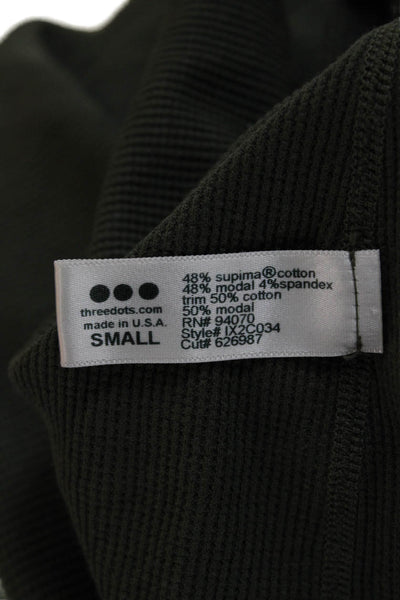 threedots.com
made in U.S.A.
SMALL
48% supima®cotton
48% modal 4%spandex
trim 50% cotton
50% modal
RN# 94070
Style# IX2C034
Cut# 626987